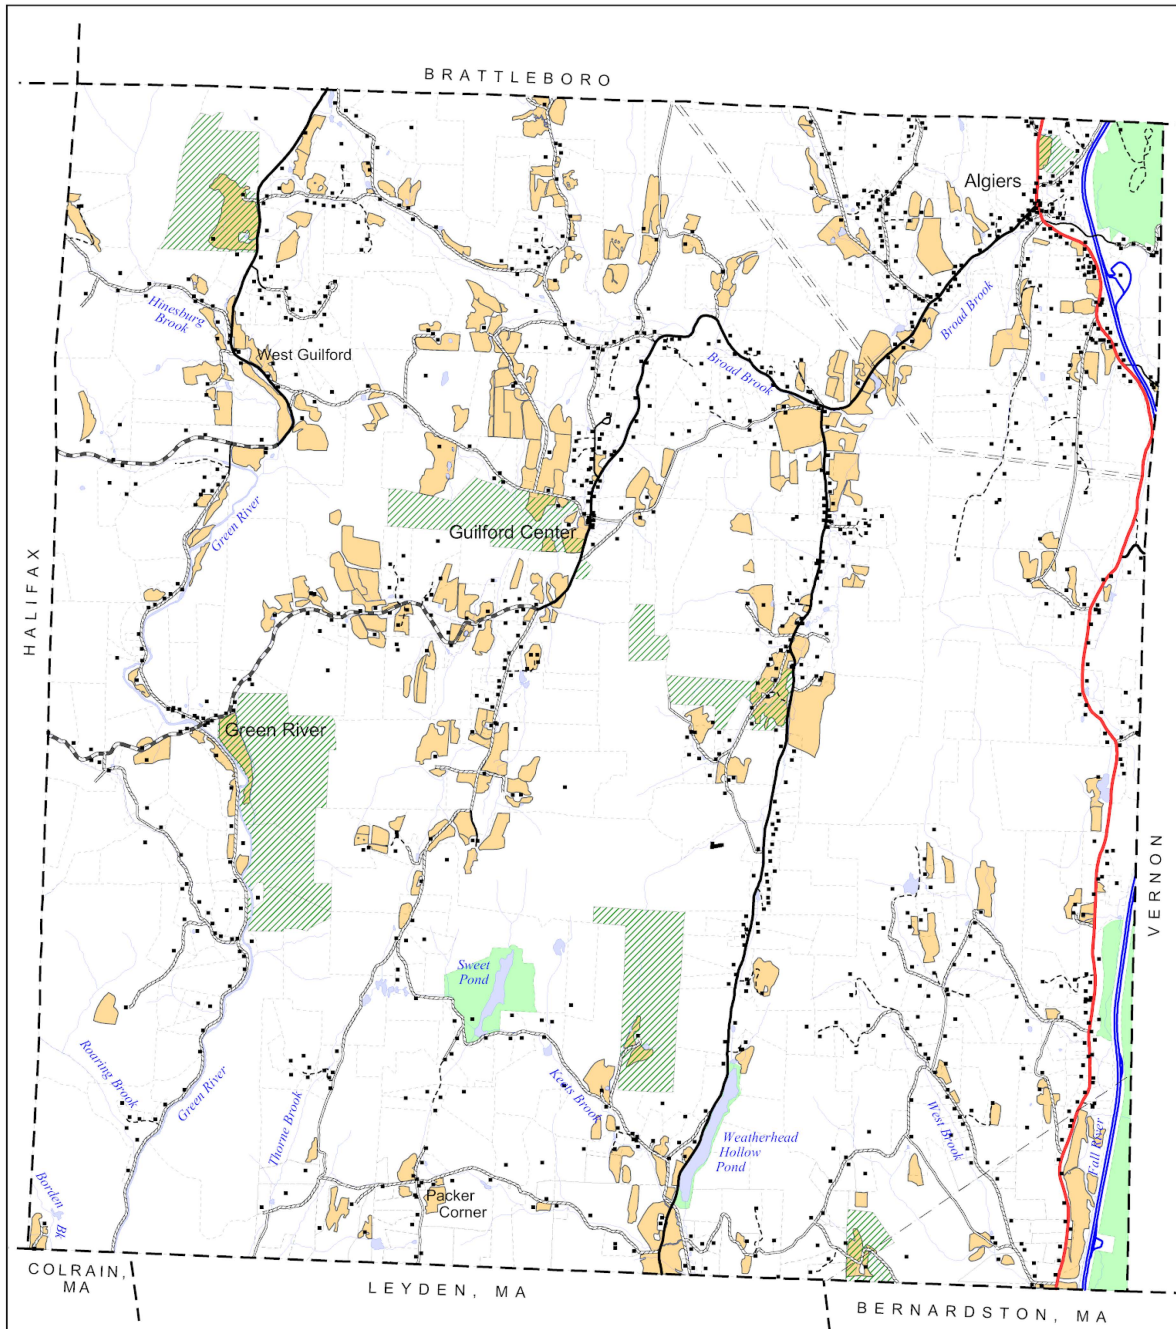 BRATTLEBORO
Algiers
Hinesburg
Brook
Broad Brook
West Guilford
Broad Brook
Green River
Guilford Center
HALIFAX
Green River
VERNON
Sweet
Pond
Roaring Brook
Green River
Thorne Brook
Keets Brook
West Brook
Weatherhead
Hollow
Pond
Fall River
Borden Bk
Packer
Corner
COLRAIN,
MA
LEYDEN, MA
BERNARDSTON, MA